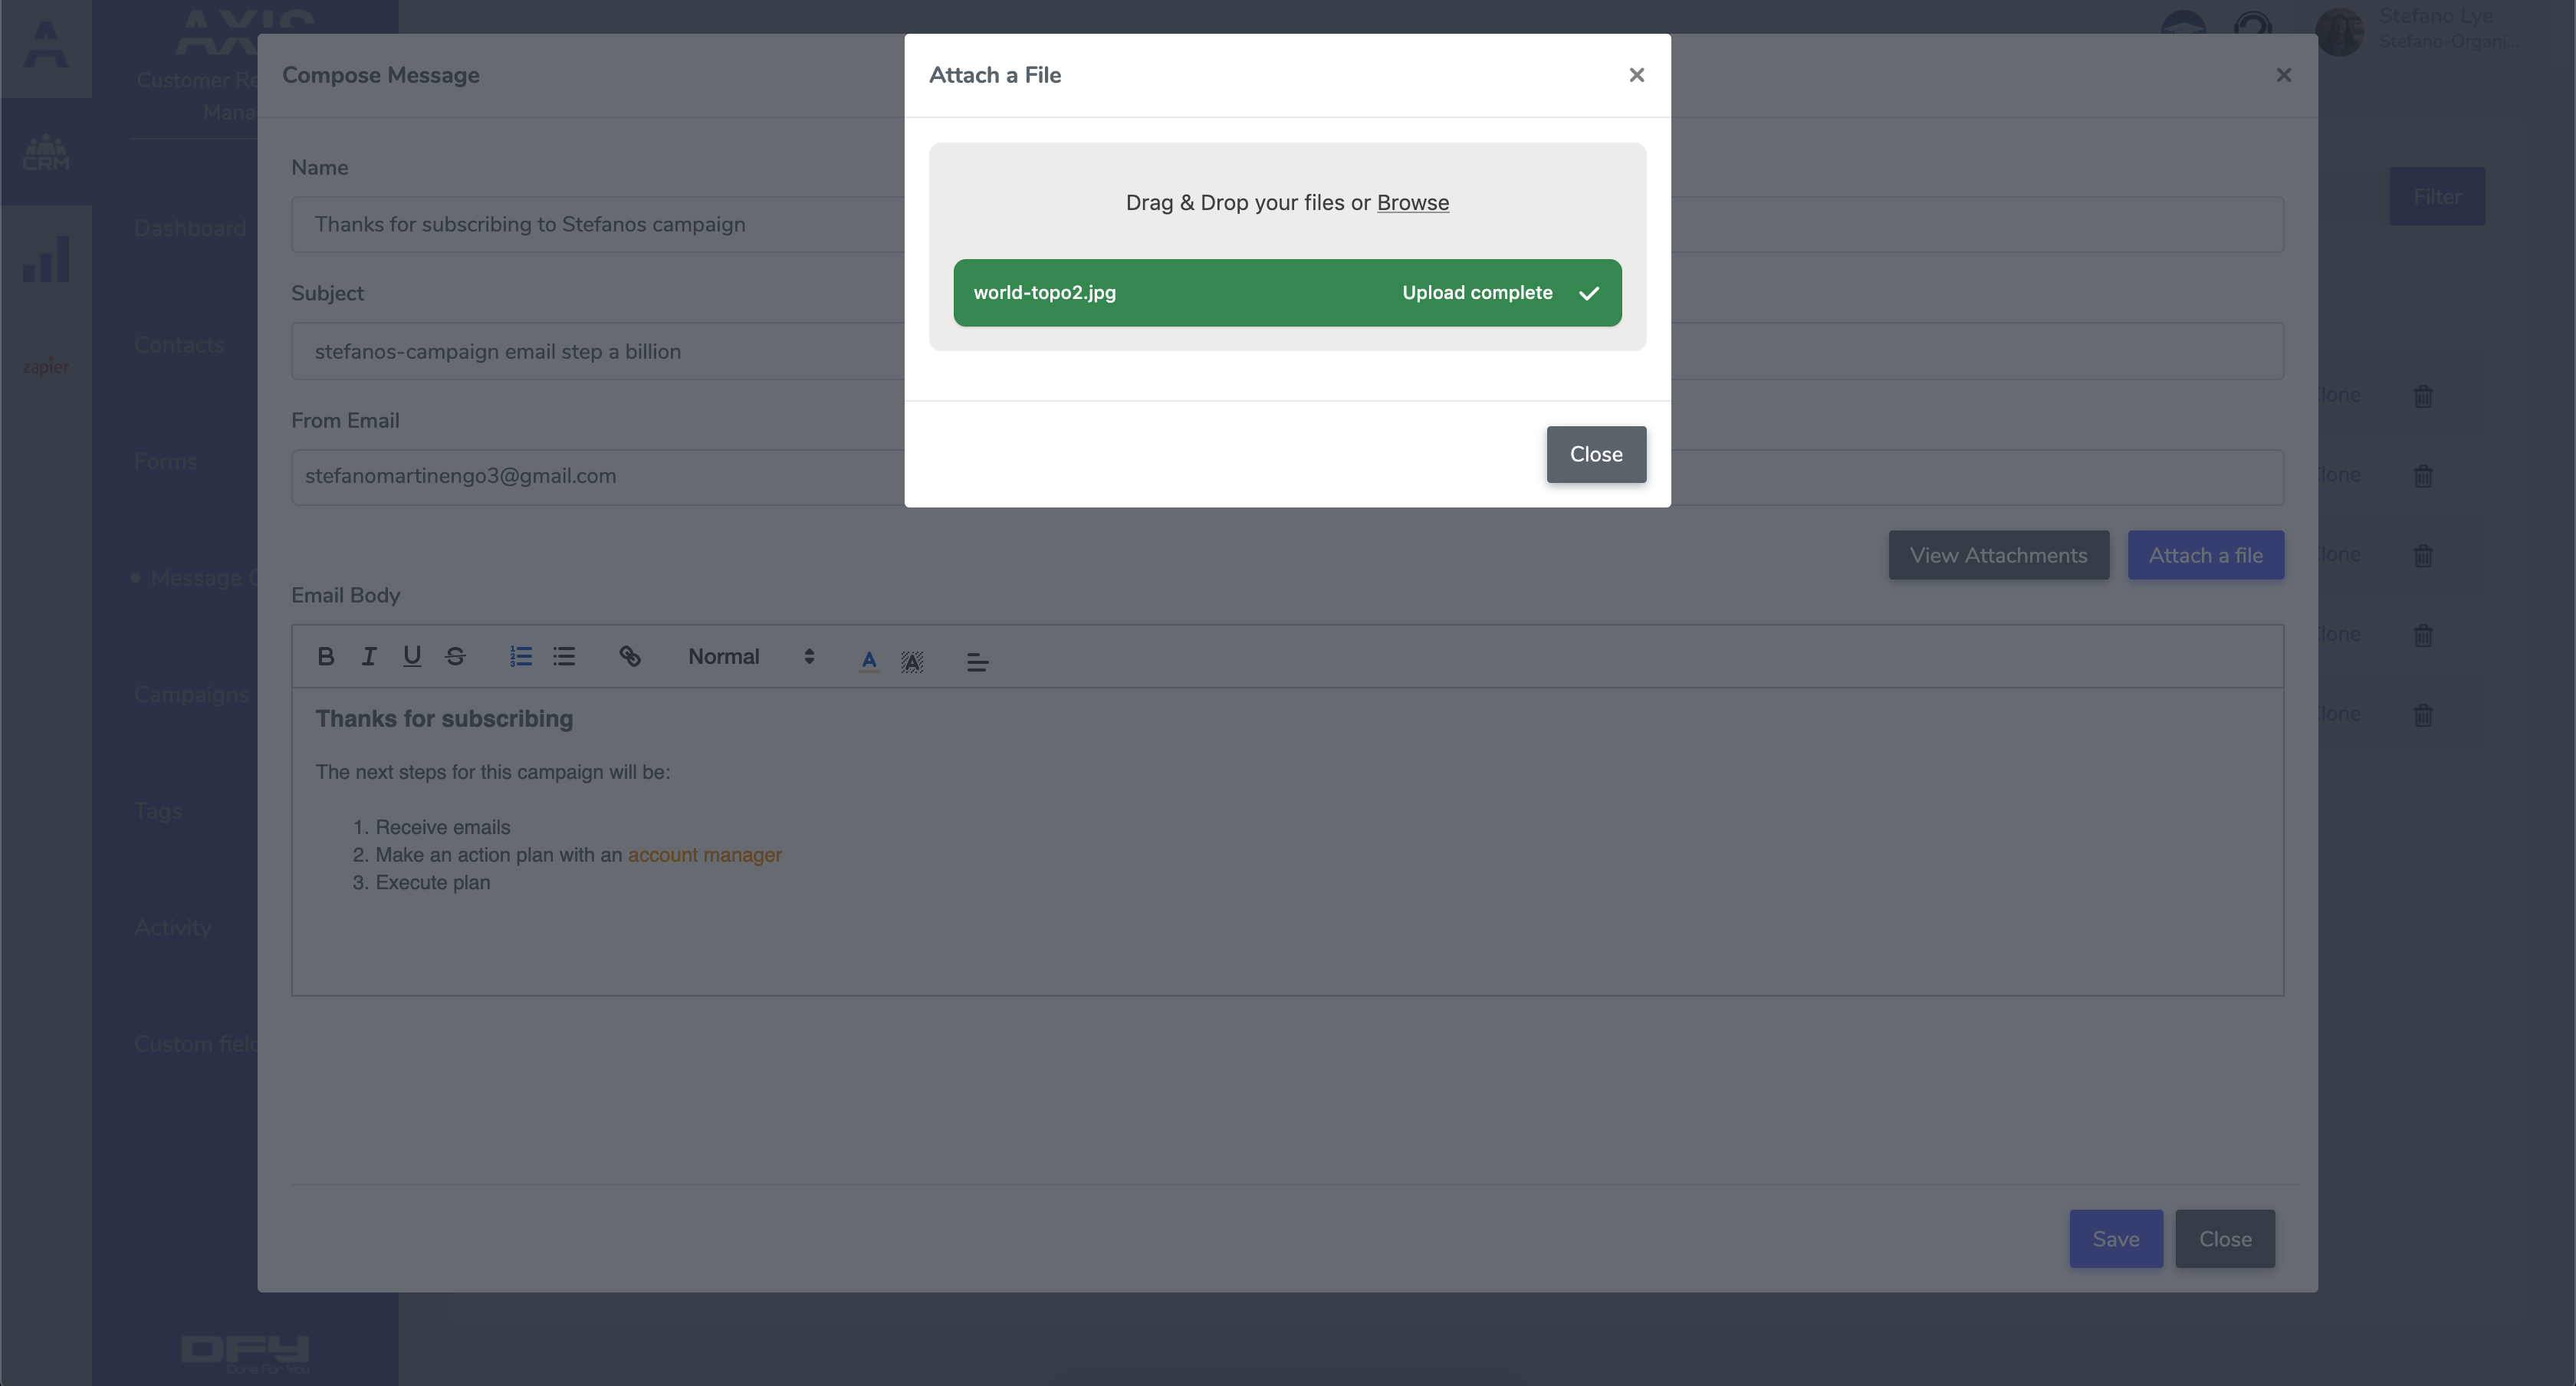 AXIS
Customer Re
Mana
Stefano Lye
Stefano-Organi...
CRM
zapier
Dashboard
Contacts
Forms
Message C
Campaigns
Tags
Activity
Custom field
DFY
Done For You
Filter
Compose Message
Name
Thanks for subscribing to Stefanos campaign
Subject
stefanos-campaign email step a billion
From Email
stefanomartinengo3@gmail.com
View Attachments
Attach a file
Email Body
Normal
Thanks for subscribing
The next steps for this campaign will be:
1. Receive emails
2. Make an action plan with an account manager
3. Execute plan
Save
Close
lone
lone
lone
lone
lone
Attach a File
Drag & Drop your files or Browse
world-topo2.jpg Upload complete
Close